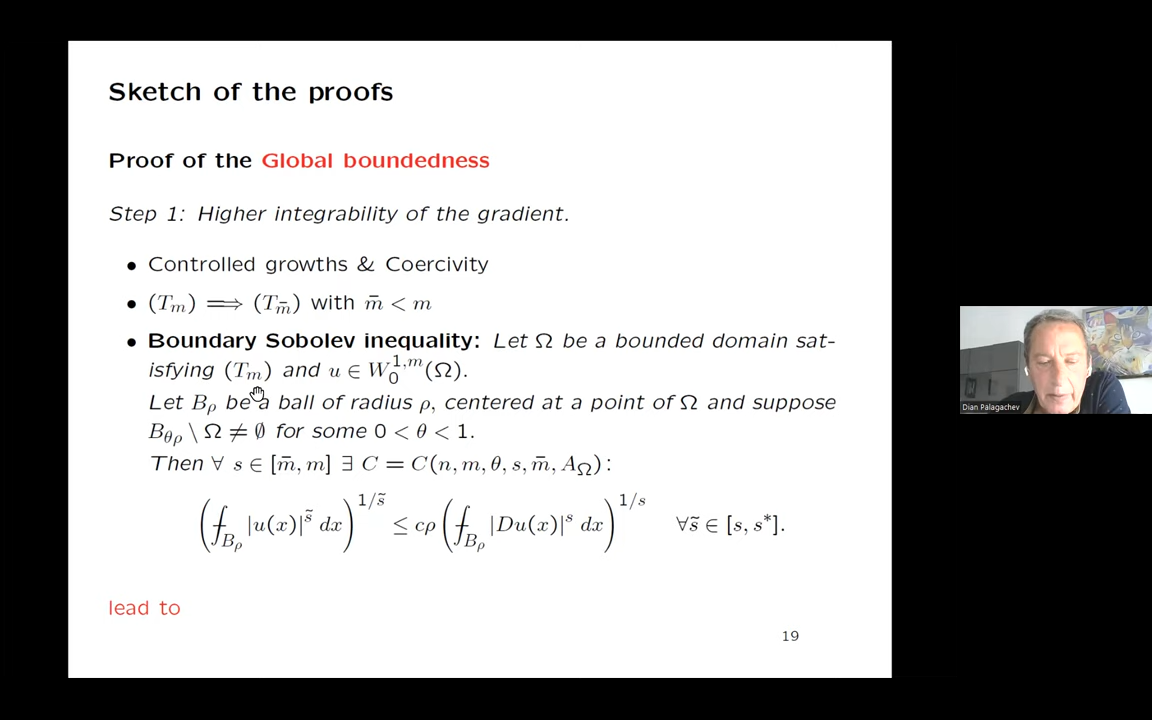 Sketch of the proofs
Proof of the Global boundedness
Step 1: Higher integrability of the gradient.
• Controlled growths & Coercivity
• (Tₘ) ⟹ (T_m̄) with m̄ < m
• Boundary Sobolev inequality: Let Ω be a bounded domain sat-
isfying (Tₘ) and u ∈ W₀^{1,m}(Ω).
Let B_ρ be a ball of radius ρ, centered at a point of Ω and suppose
B_{θρ} \ Ω ≠ ∅ for some 0 < θ < 1.
Then ∀ s ∈ [m̄, m] ∃ C = C(n, m, θ, s, m̄, A_Ω) :
(⨍_{B_ρ} |u(x)|^{s̃} dx)^{1/s̃} ≤ cρ (⨍_{B_ρ} |Du(x)|^s dx)^{1/s} ∀s̃ ∈ [s, s*].
lead to
19
Dian Palagachev